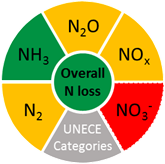 N₂O
NOₓ
NO₃⁻
UNECE
Categories
N₂
NH₃
Overall
N loss